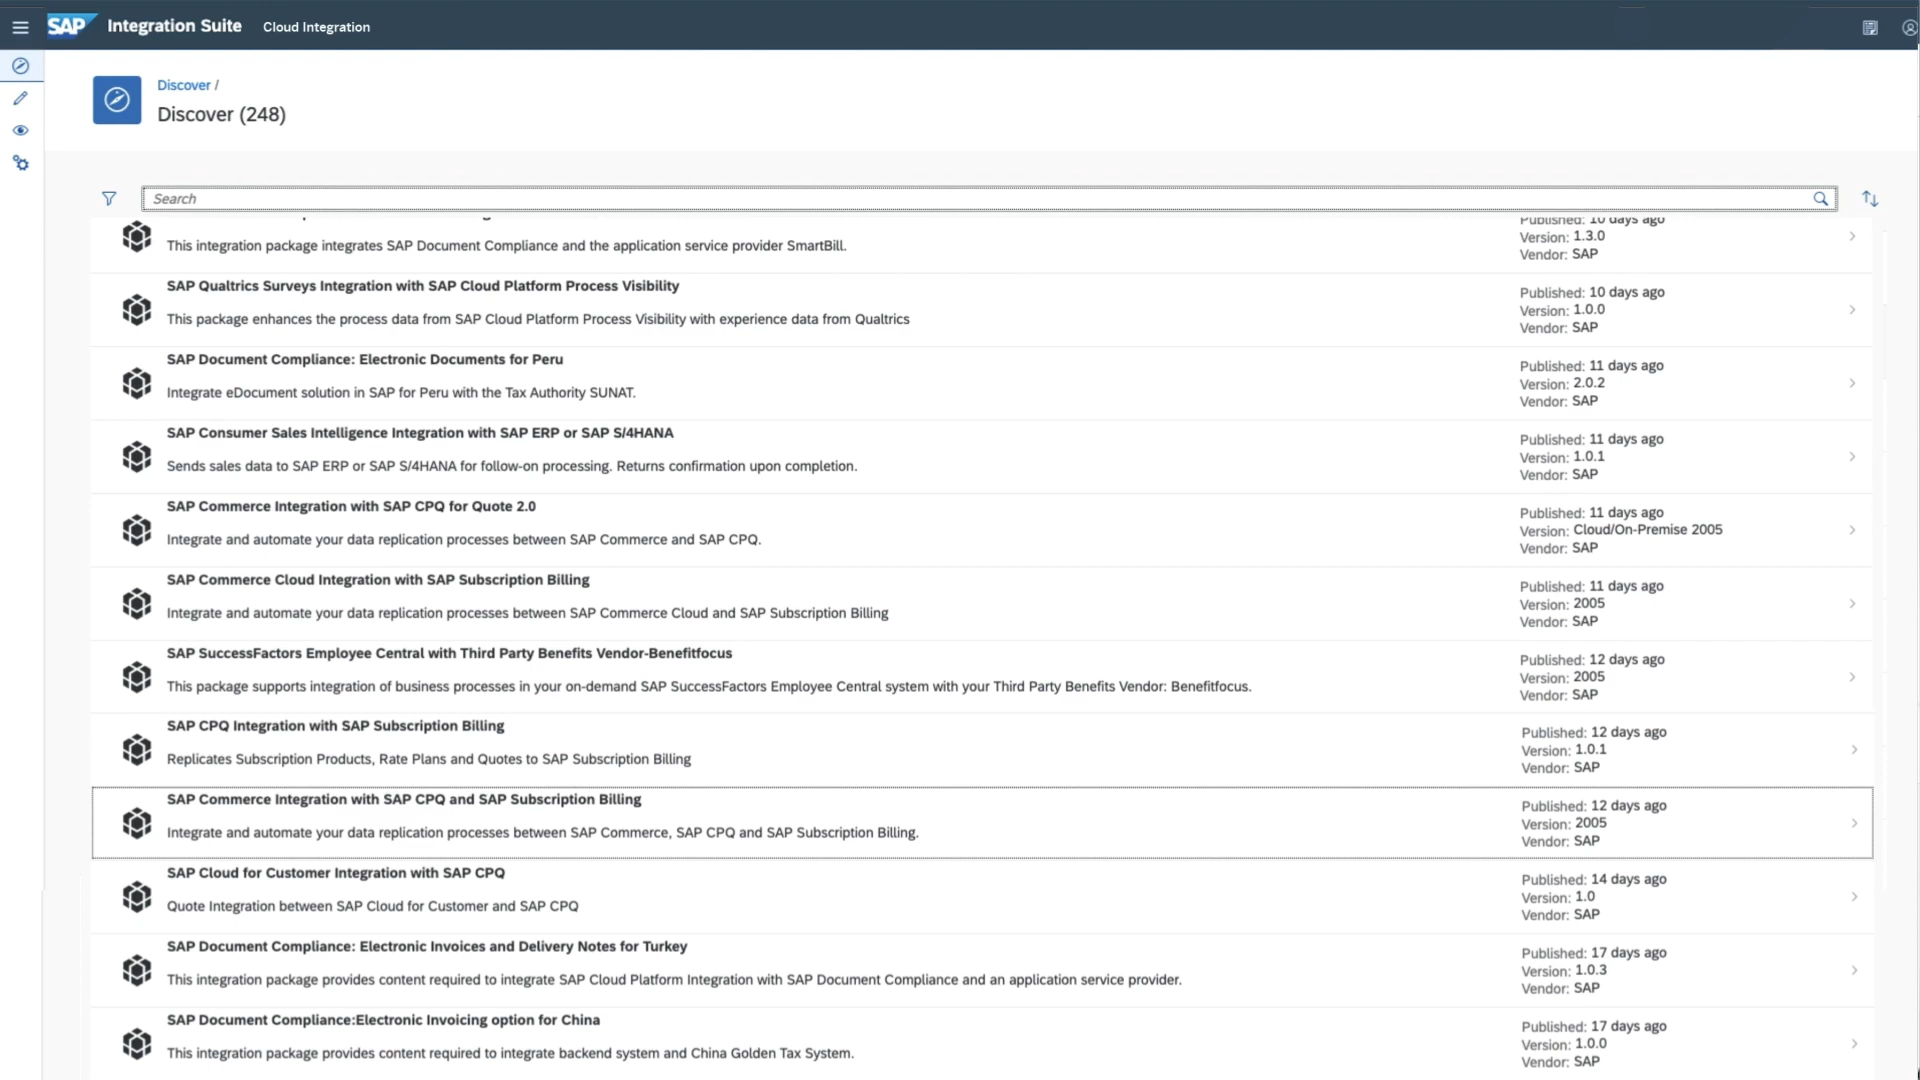 SAP Integration Suite Cloud Integration
Discover /
Discover (248)
Search
This integration package integrates SAP Document Compliance and the application service provider SmartBill.
Published: 10 days ago
Version: 1.3.0
Vendor: SAP
SAP Qualtrics Surveys Integration with SAP Cloud Platform Process Visibility
This package enhances the process data from SAP Cloud Platform Process Visibility with experience data from Qualtrics
Published: 10 days ago
Version: 1.0.0
Vendor: SAP
SAP Document Compliance: Electronic Documents for Peru
Integrate eDocument solution in SAP for Peru with the Tax Authority SUNAT.
Published: 11 days ago
Version: 2.0.2
Vendor: SAP
SAP Consumer Sales Intelligence Integration with SAP ERP or SAP S/4HANA
Sends sales data to SAP ERP or SAP S/4HANA for follow-on processing. Returns confirmation upon completion.
Published: 11 days ago
Version: 1.0.1
Vendor: SAP
SAP Commerce Integration with SAP CPQ for Quote 2.0
Integrate and automate your data replication processes between SAP Commerce and SAP CPQ.
Published: 11 days ago
Version: Cloud/On-Premise 2005
Vendor: SAP
SAP Commerce Cloud Integration with SAP Subscription Billing
Integrate and automate your data replication processes between SAP Commerce Cloud and SAP Subscription Billing
Published: 11 days ago
Version: 2005
Vendor: SAP
SAP SuccessFactors Employee Central with Third Party Benefits Vendor-Benefitfocus
This package supports integration of business processes in your on-demand SAP SuccessFactors Employee Central system with your Third Party Benefits Vendor: Benefitfocus.
Published: 12 days ago
Version: 2005
Vendor: SAP
SAP CPQ Integration with SAP Subscription Billing
Replicates Subscription Products, Rate Plans and Quotes to SAP Subscription Billing
Published: 12 days ago
Version: 1.0.1
Vendor: SAP
SAP Commerce Integration with SAP CPQ and SAP Subscription Billing
Integrate and automate your data replication processes between SAP Commerce, SAP CPQ and SAP Subscription Billing.
Published: 12 days ago
Version: 2005
Vendor: SAP
SAP Cloud for Customer Integration with SAP CPQ
Quote Integration between SAP Cloud for Customer and SAP CPQ
Published: 14 days ago
Version: 1.0
Vendor: SAP
SAP Document Compliance: Electronic Invoices and Delivery Notes for Turkey
This integration package provides content required to integrate SAP Cloud Platform Integration with SAP Document Compliance and an application service provider.
Published: 17 days ago
Version: 1.0.3
Vendor: SAP
SAP Document Compliance:Electronic Invoicing option for China
This integration package provides content required to integrate backend system and China Golden Tax System.
Published: 17 days ago
Version: 1.0.0
Vendor: SAP